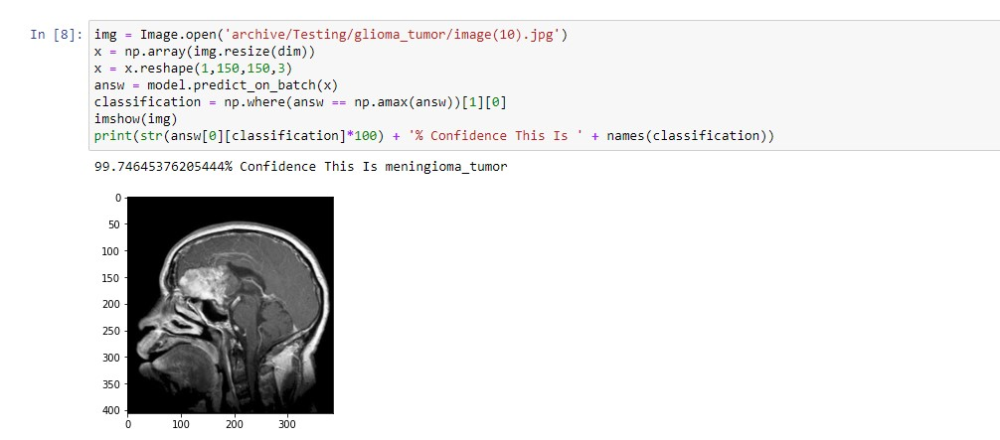 In [8]: img = Image.open('archive/Testing/glioma_tumor/image(10).jpg')
x = np.array(img.resize(dim))
x = x.reshape(1,150,150,3)
answ = model.predict_on_batch(x)
classification = np.where(answ == np.amax(answ))[1][0]
imshow(img)
print(str(answ[0][classification]*100) + '% Confidence This Is ' + names(classification))
99.74645376205444% Confidence This Is meningioma_tumor
0
50
100
150
200
250
300
350
400
0 100 200 300